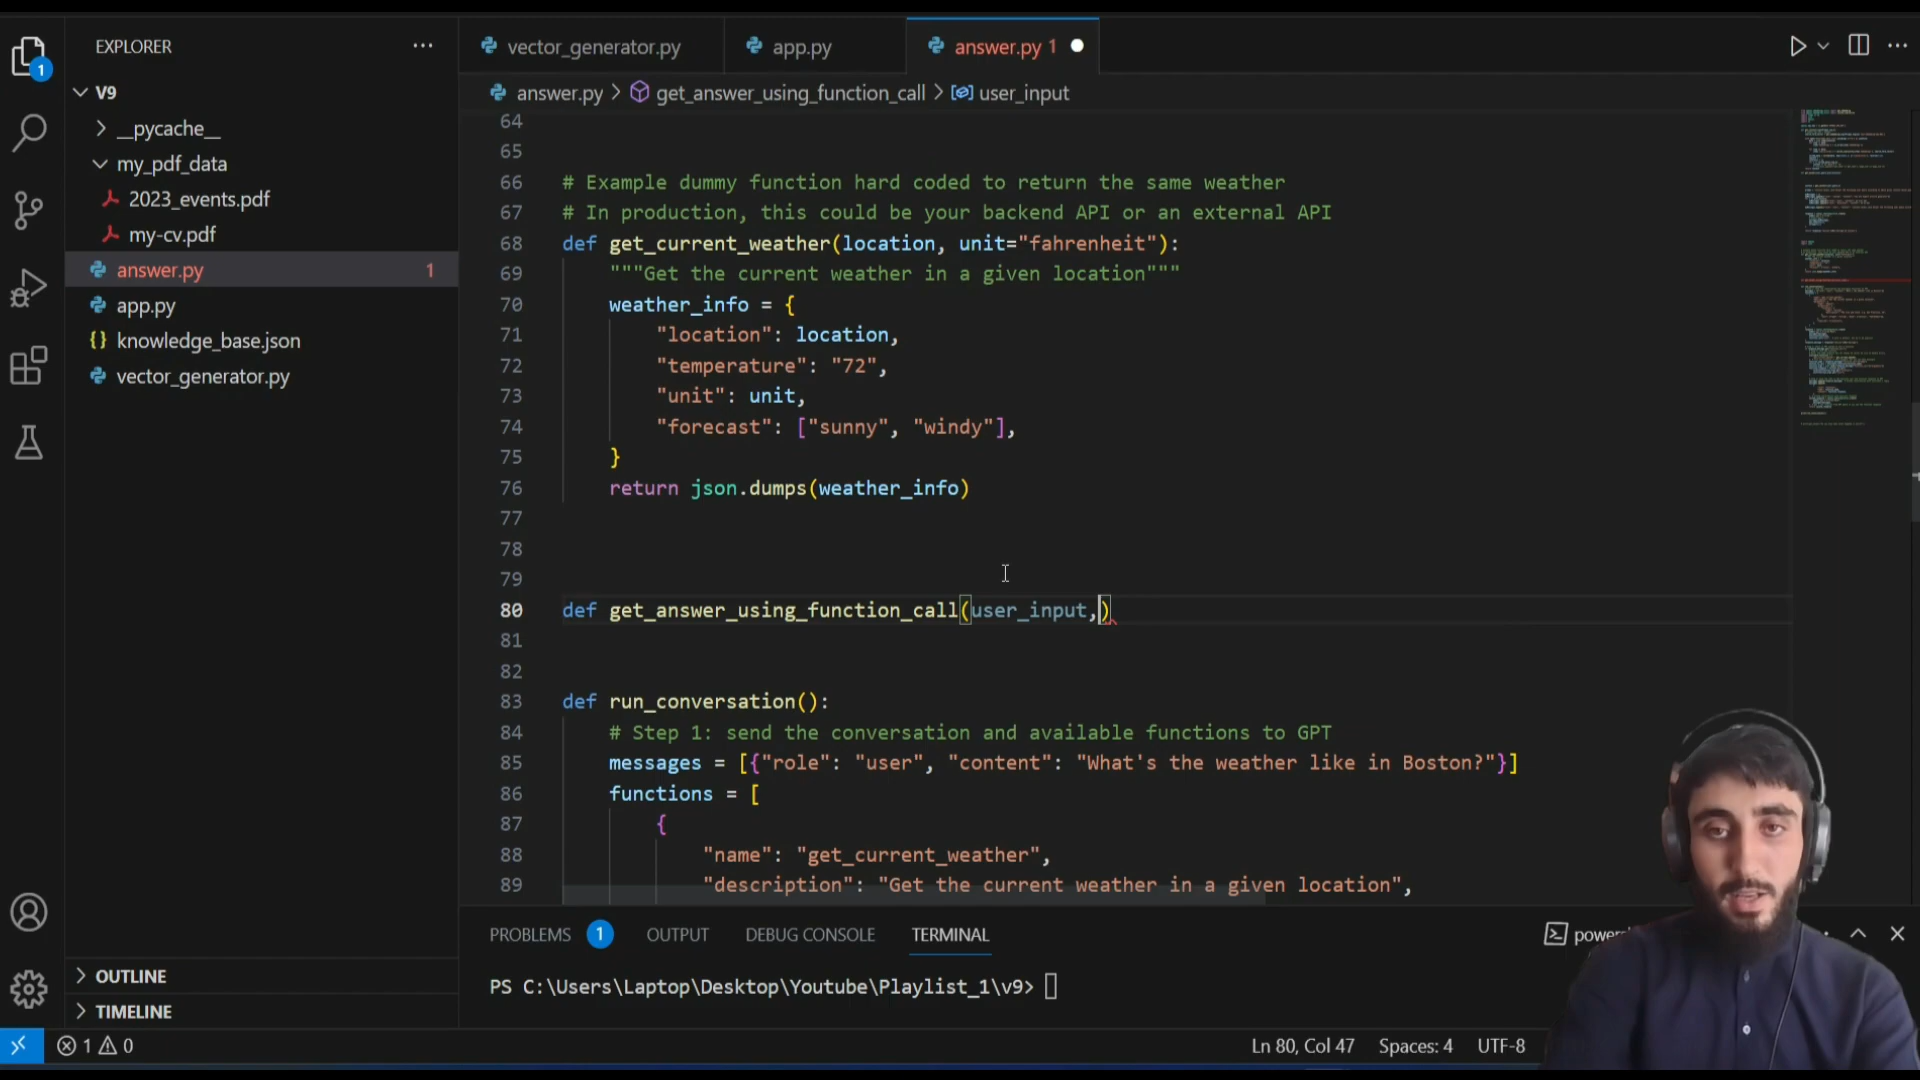 EXPLORER
V9
__pycache__
my_pdf_data
2023_events.pdf
my-cv.pdf
answer.py 1
app.py
knowledge_base.json
vector_generator.py
OUTLINE
TIMELINE
1
vector_generator.py app.py answer.py 1
answer.py > get_answer_using_function_call > user_input
64
65
66 # Example dummy function hard coded to return the same weather
67 # In production, this could be your backend API or an external API
68 def get_current_weather(location, unit="fahrenheit"):
69 """Get the current weather in a given location"""
70 weather_info = {
71 "location": location,
72 "temperature": "72",
73 "unit": unit,
74 "forecast": ["sunny", "windy"],
75 }
76 return json.dumps(weather_info)
77
78
79
80 def get_answer_using_function_call(user_input,)
81
82
83 def run_conversation():
84 # Step 1: send the conversation and available functions to GPT
85 messages = [{"role": "user", "content": "What's the weather like in Boston?"}]
86 functions = [
87 {
88 "name": "get_current_weather",
89 "description": "Get the current weather in a given location",
PROBLEMS 1 OUTPUT DEBUG CONSOLE TERMINAL
PS C:\Users\Laptop\Desktop\Youtube\Playlist_1\v9>
1 0 Ln 80, Col 47 Spaces: 4 UTF-8